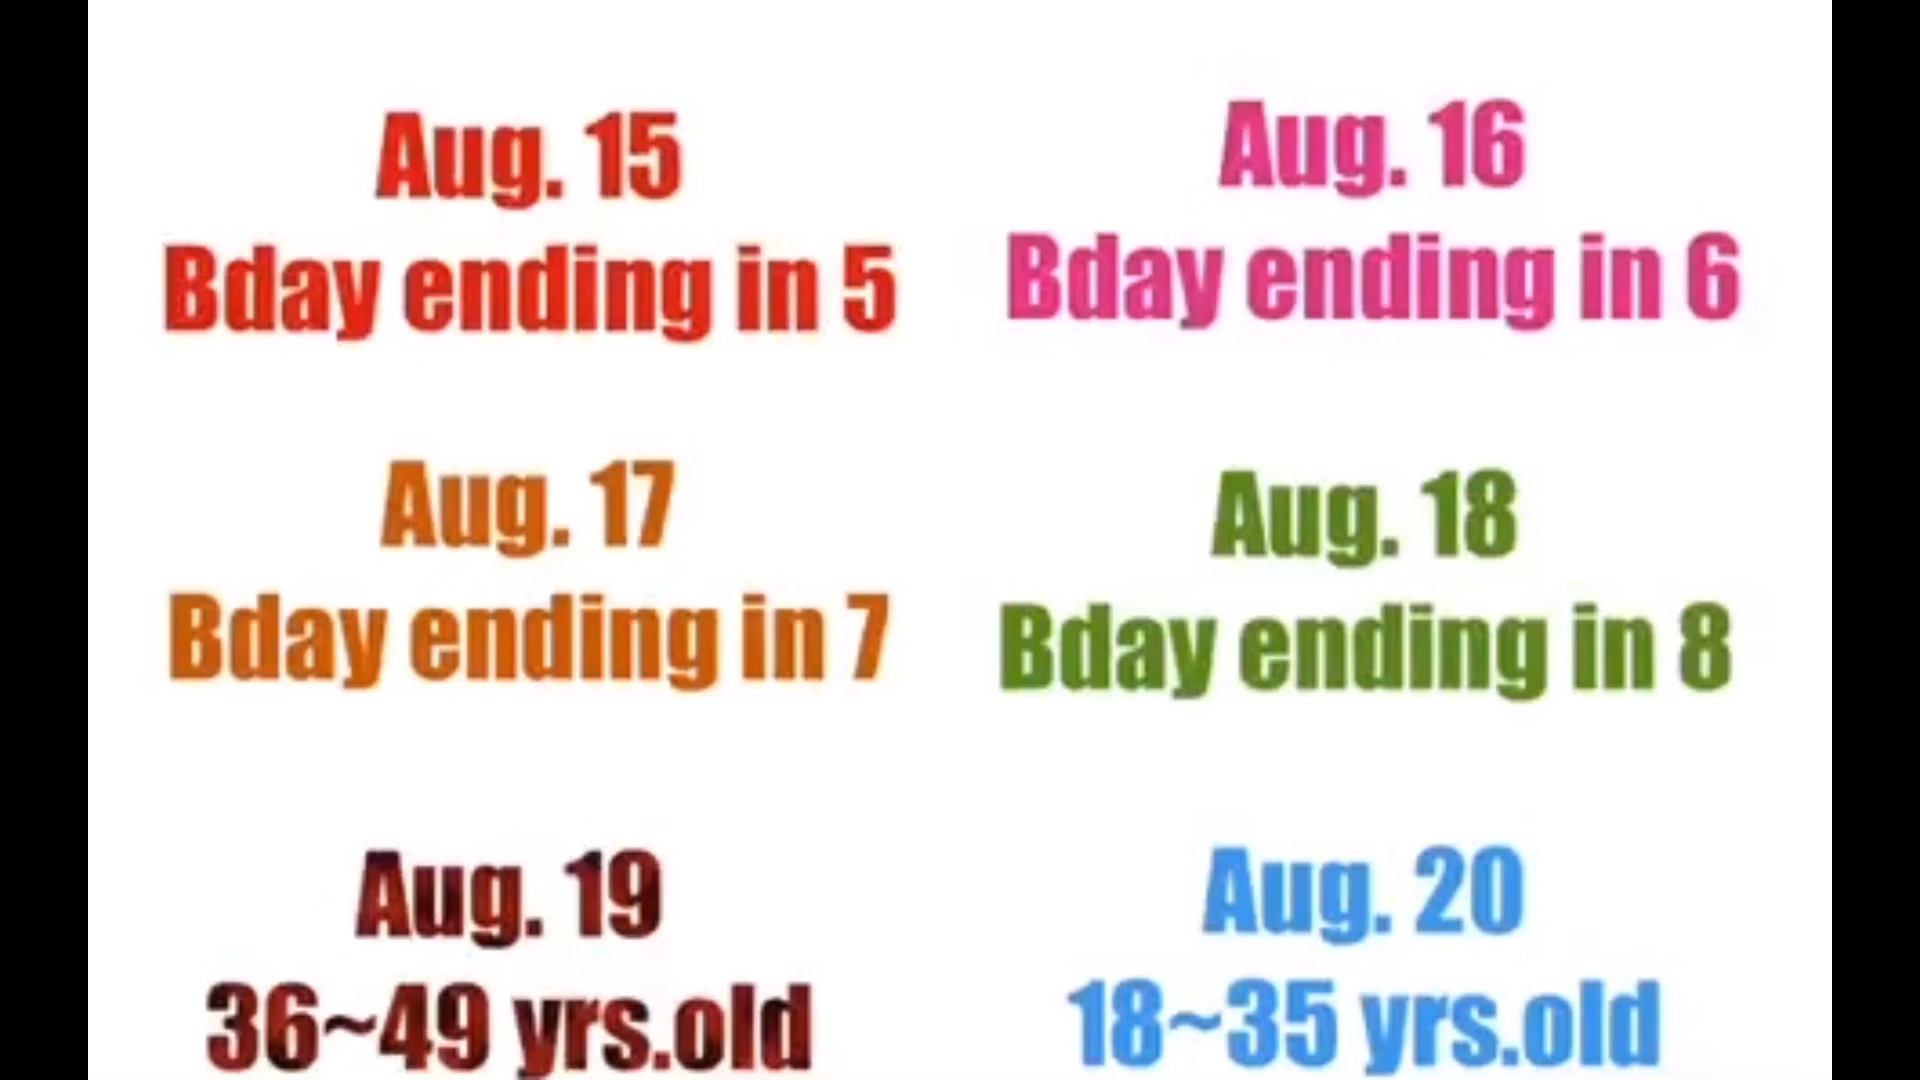 Aug. 15
Bday ending in 5
Aug. 16
Bday ending in 6
Aug. 17
Bday ending in 7
Aug. 18
Bday ending in 8
Aug. 19
36~49 yrs.old
Aug. 20
18~35 yrs.old